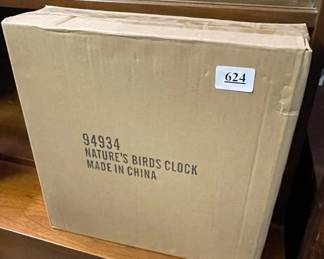 624
94934
NATURE'S BIRDS CLOCK
MADE IN CHINA